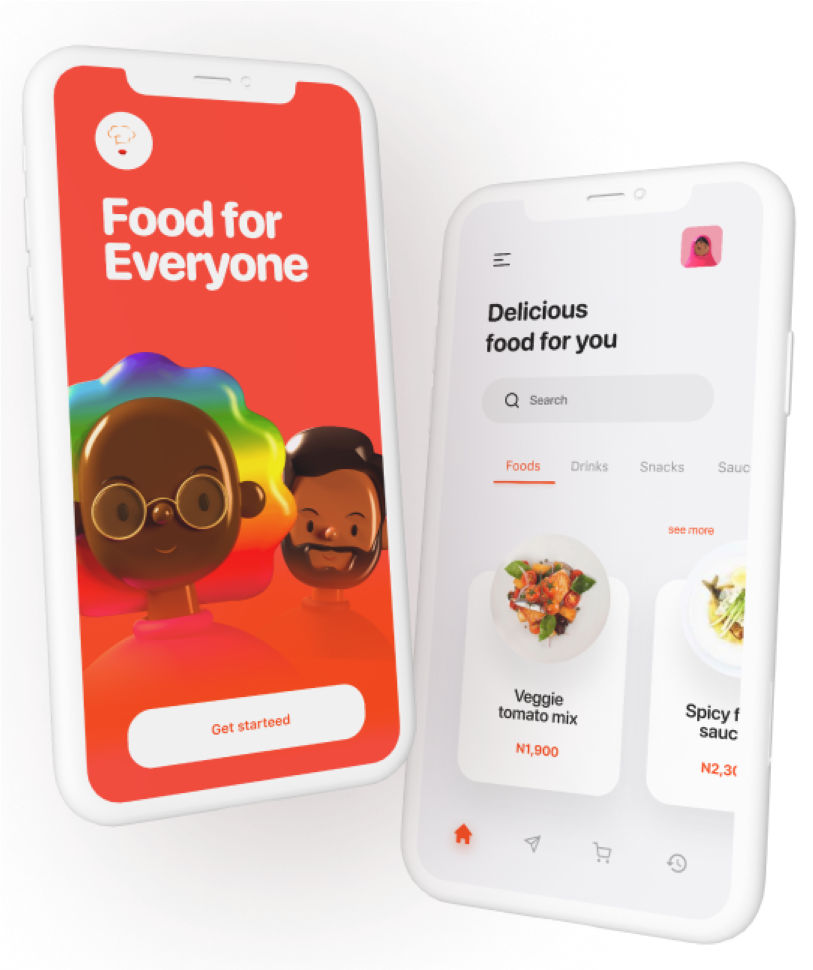 Food for
Everyone
Get starteed
Delicious
food for you
Search
Foods Drinks Snacks Sauc
see more
Veggie
tomato mix
N1,900
Spicy f
sauc
N2,30